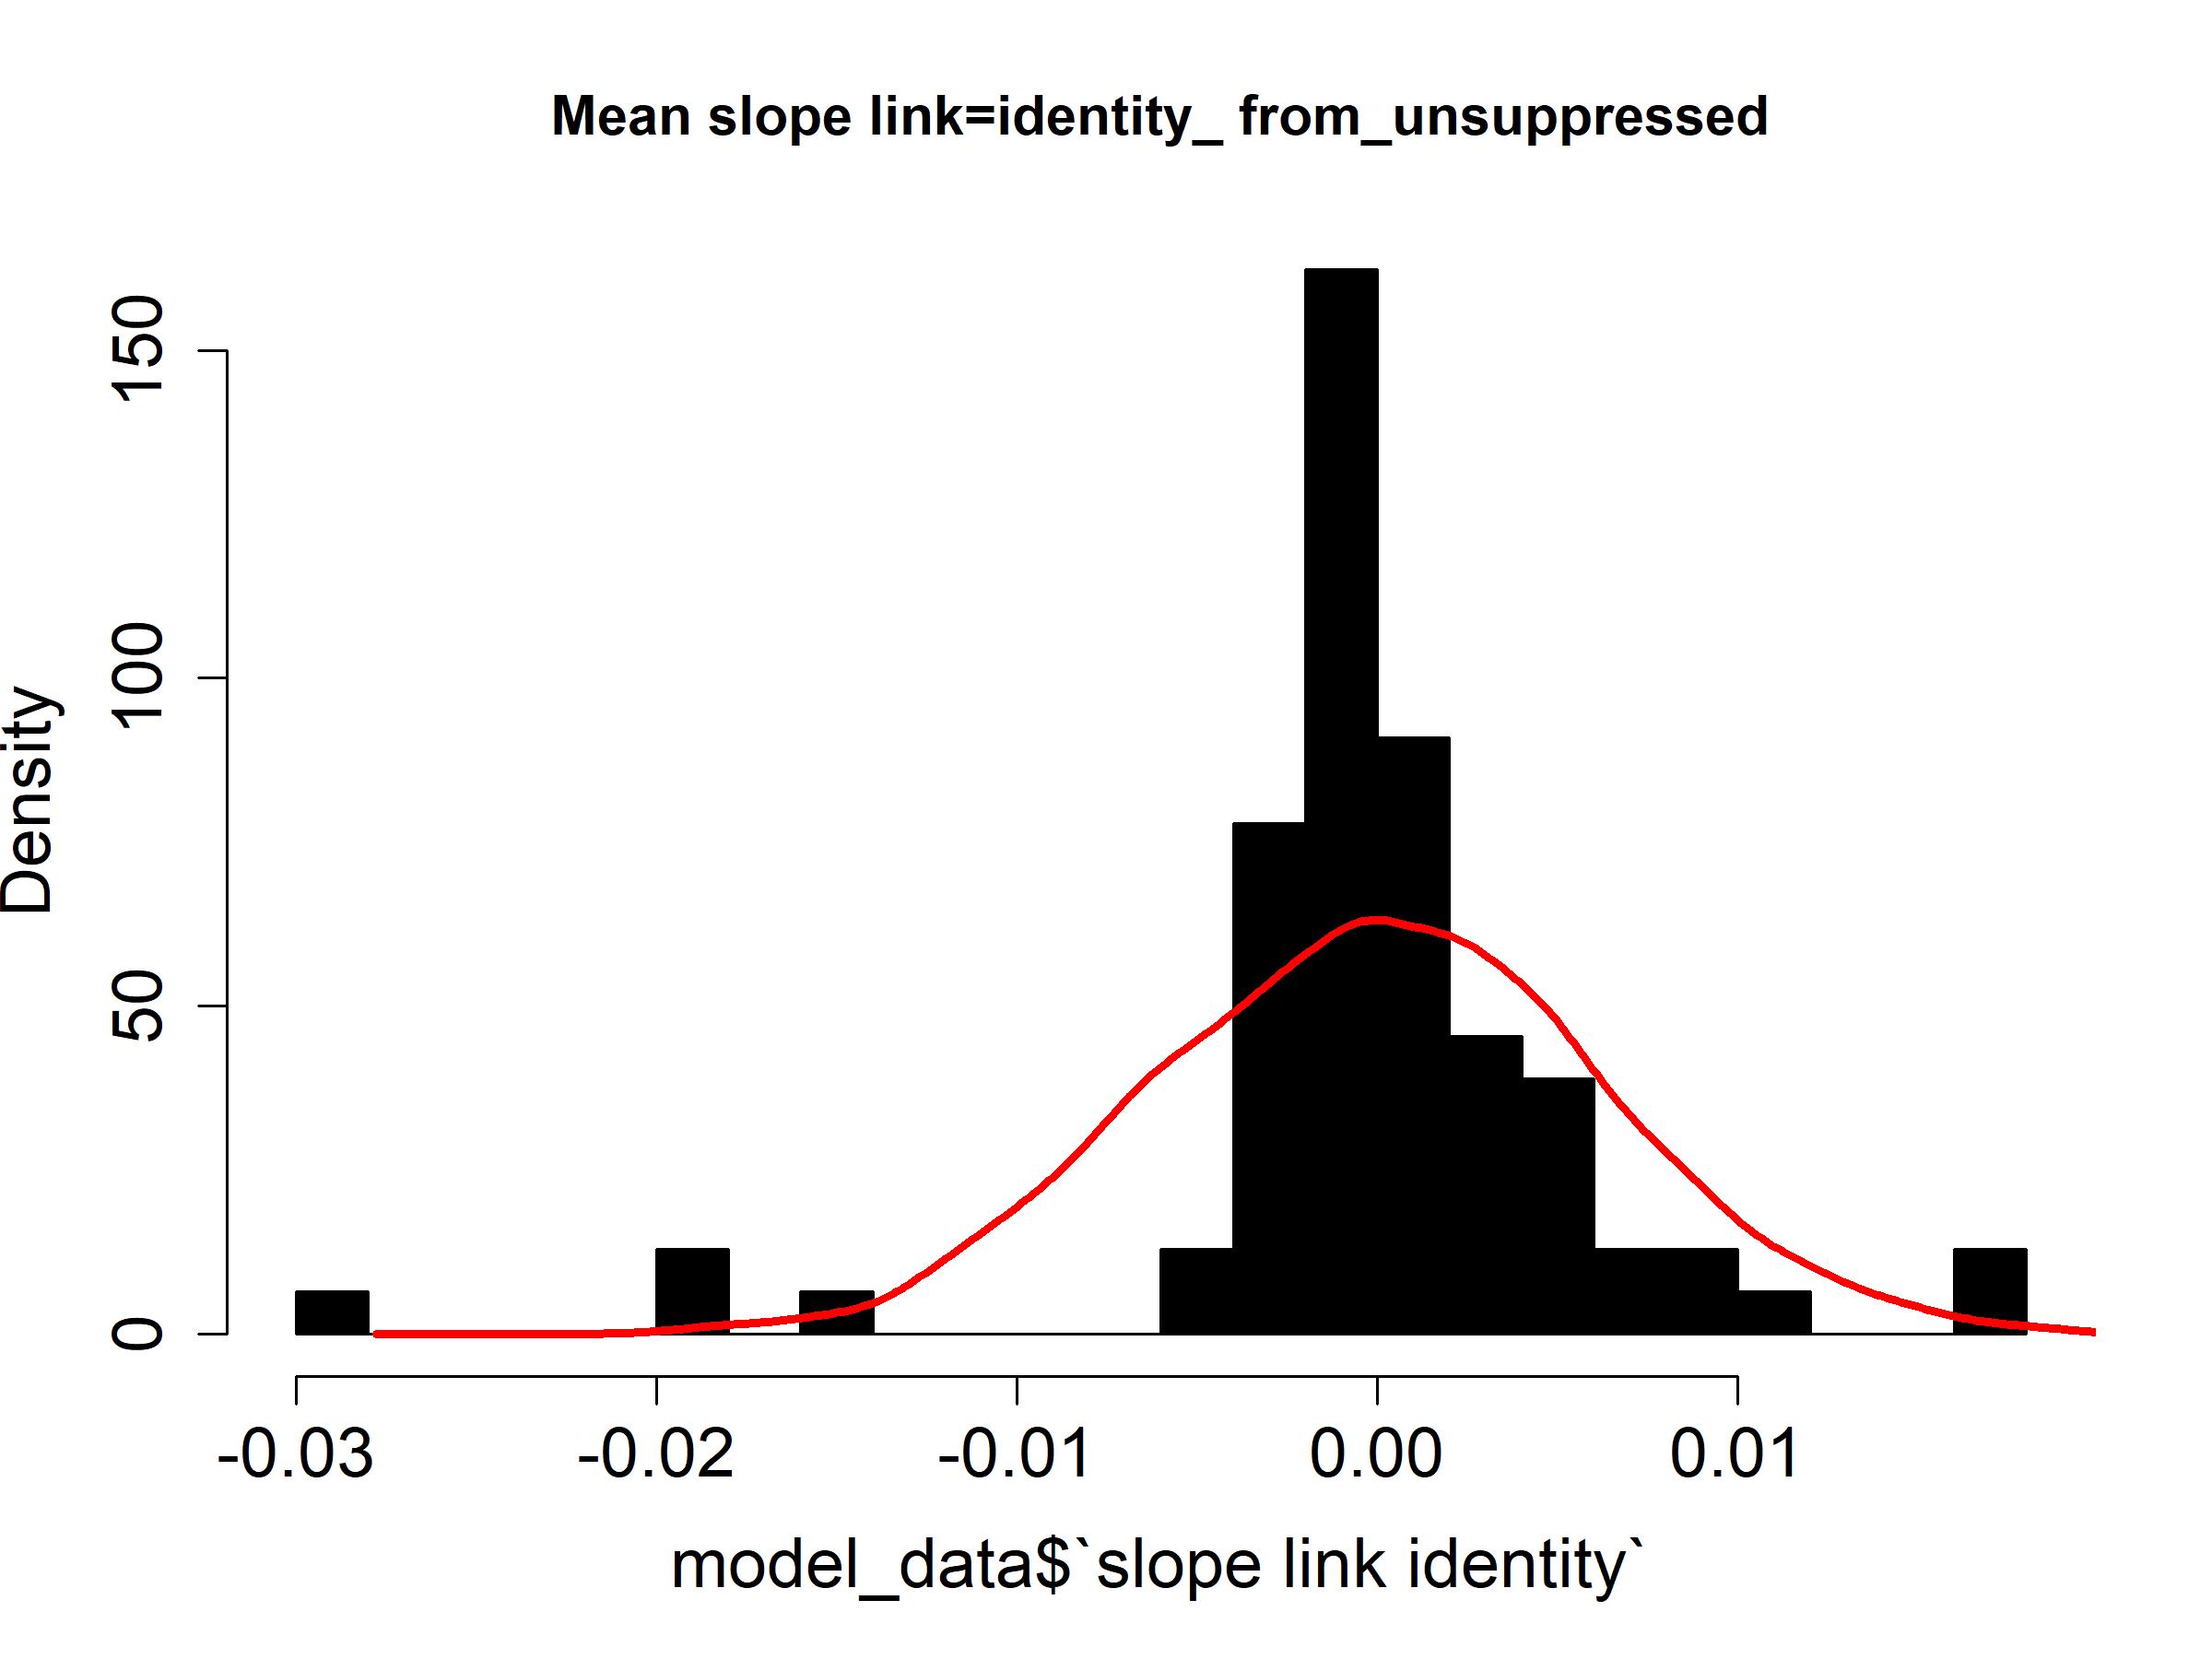 Mean slope link=identity_ from_unsuppressed
150
100
50
0
Density
-0.03 -0.02 -0.01 0.00 0.01
model_data$`slope link identity`